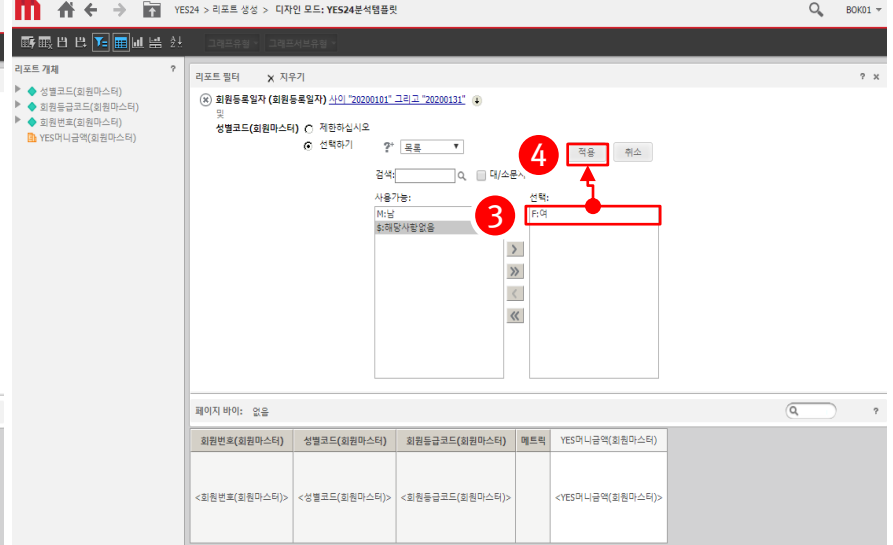 YES24 > 리포트 생성 > 디자인 모드: YES24분석템플릿
BOK01
그래프유형
그래프서브유형
리포트 개체
?
성별코드(회원마스터)
회원등급코드(회원마스터)
회원번호(회원마스터)
YES머니금액(회원마스터)
리포트 필터
지우기
? x
회원등록일자 (회원등록일자) 사이 "20200101" 그리고 "20200131"
및
성별코드(회원마스터) 제한하십시오
선택하기
?+ 목록
4
적용
취소
검색:
대/소문
사용가능:
선택:
M:남
3
F:여
$:해당사항없음
페이지 바이: 없음
?
회원번호(회원마스터) 성별코드(회원마스터) 회원등급코드(회원마스터) 메트릭 YES머니금액(회원마스터)
<회원번호(회원마스터)> <성별코드(회원마스터)> <회원등급코드(회원마스터)> <YES머니금액(회원마스터)>